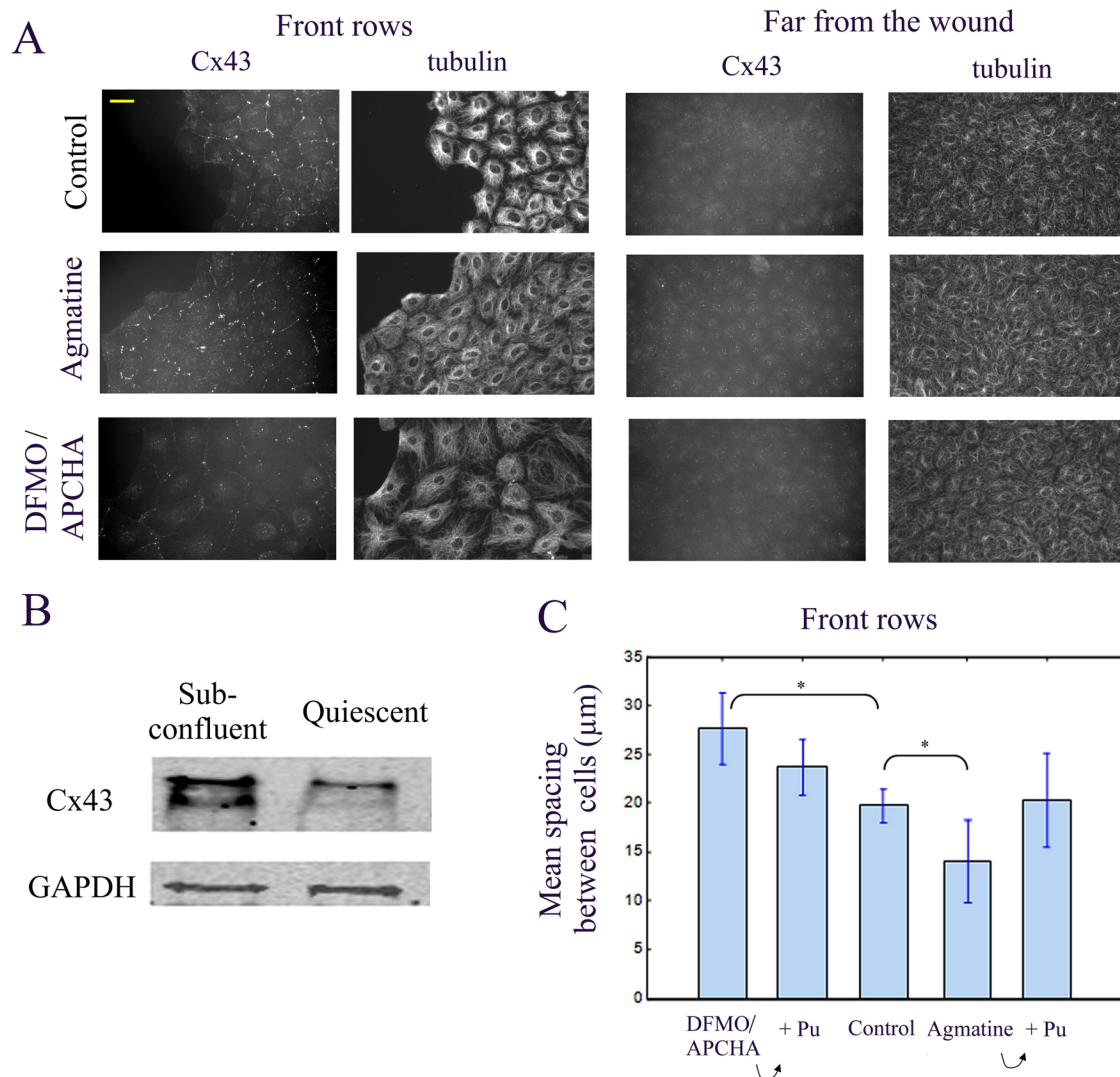 A
Front rows
Far from the wound
Cx43
tubulin
Cx43
tubulin
Control
Agmatine
DFMO/
APCHA
B
Sub-
confluent
Quiescent
Cx43
GAPDH
C
Front rows
Mean spacing
between cells (μm)
35
30
25
20
15
10
5
0
*
*
DFMO/
APCHA
+ Pu
Control
Agmatine
+ Pu